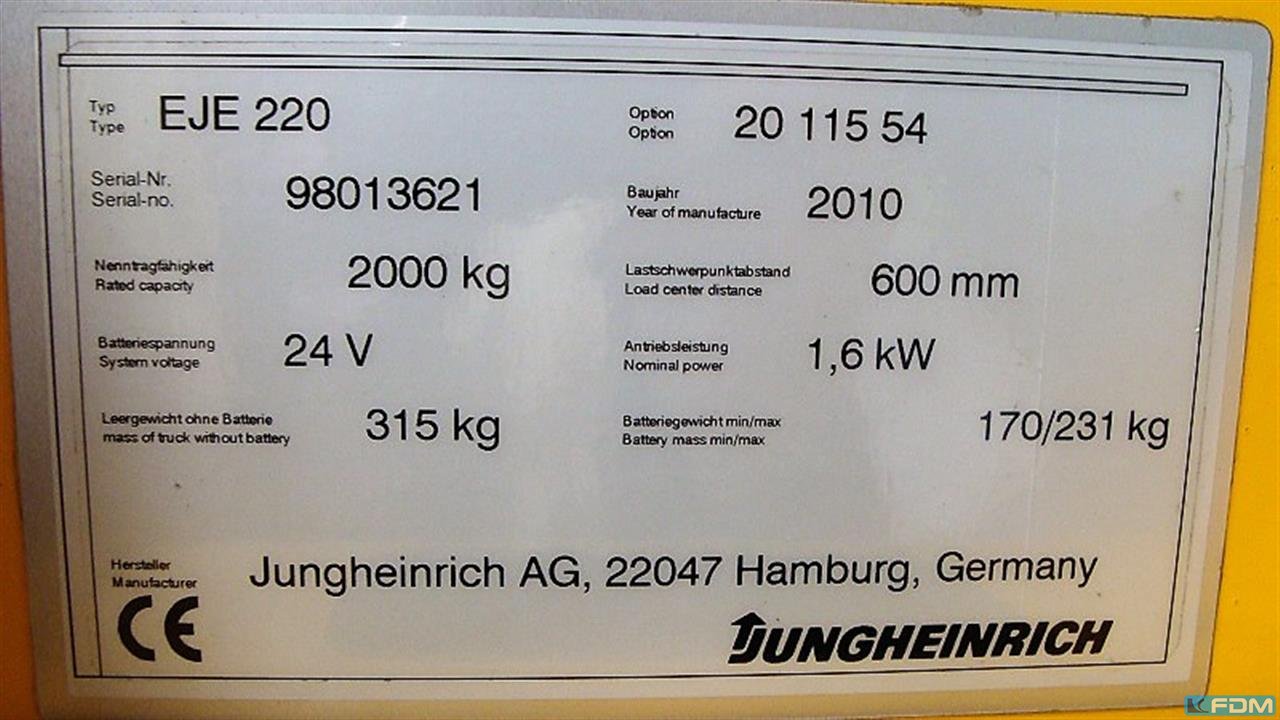 Typ
Type
EJE 220
Option
Option
20 115 54
Serial-Nr.
Serial-no.
98013621
Baujahr
Year of manufacture
2010
Nenntragfähigkeit
Rated capacity
2000 kg
Lastschwerpunktabstand
Load center distance
600 mm
Batteriespannung
System voltage
24 V
Antriebsleistung
Nominal power
1,6 kW
Leergewicht ohne Batterie
mass of truck without battery
315 kg
Batteriegewicht min/max
Battery mass min/max
170/231 kg
Hersteller
Manufacturer
Jungheinrich AG, 22047 Hamburg, Germany
CE
JUNGHEINRICH
KFDM